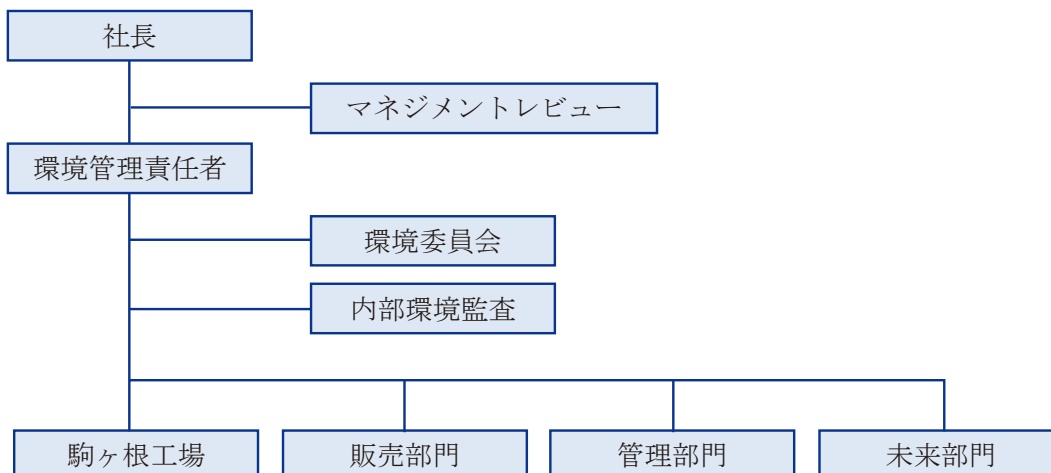 社長
マネジメントレビュー
環境管理責任者
環境委員会
内部環境監査
駒ヶ根工場
販売部門
管理部門
未来部門